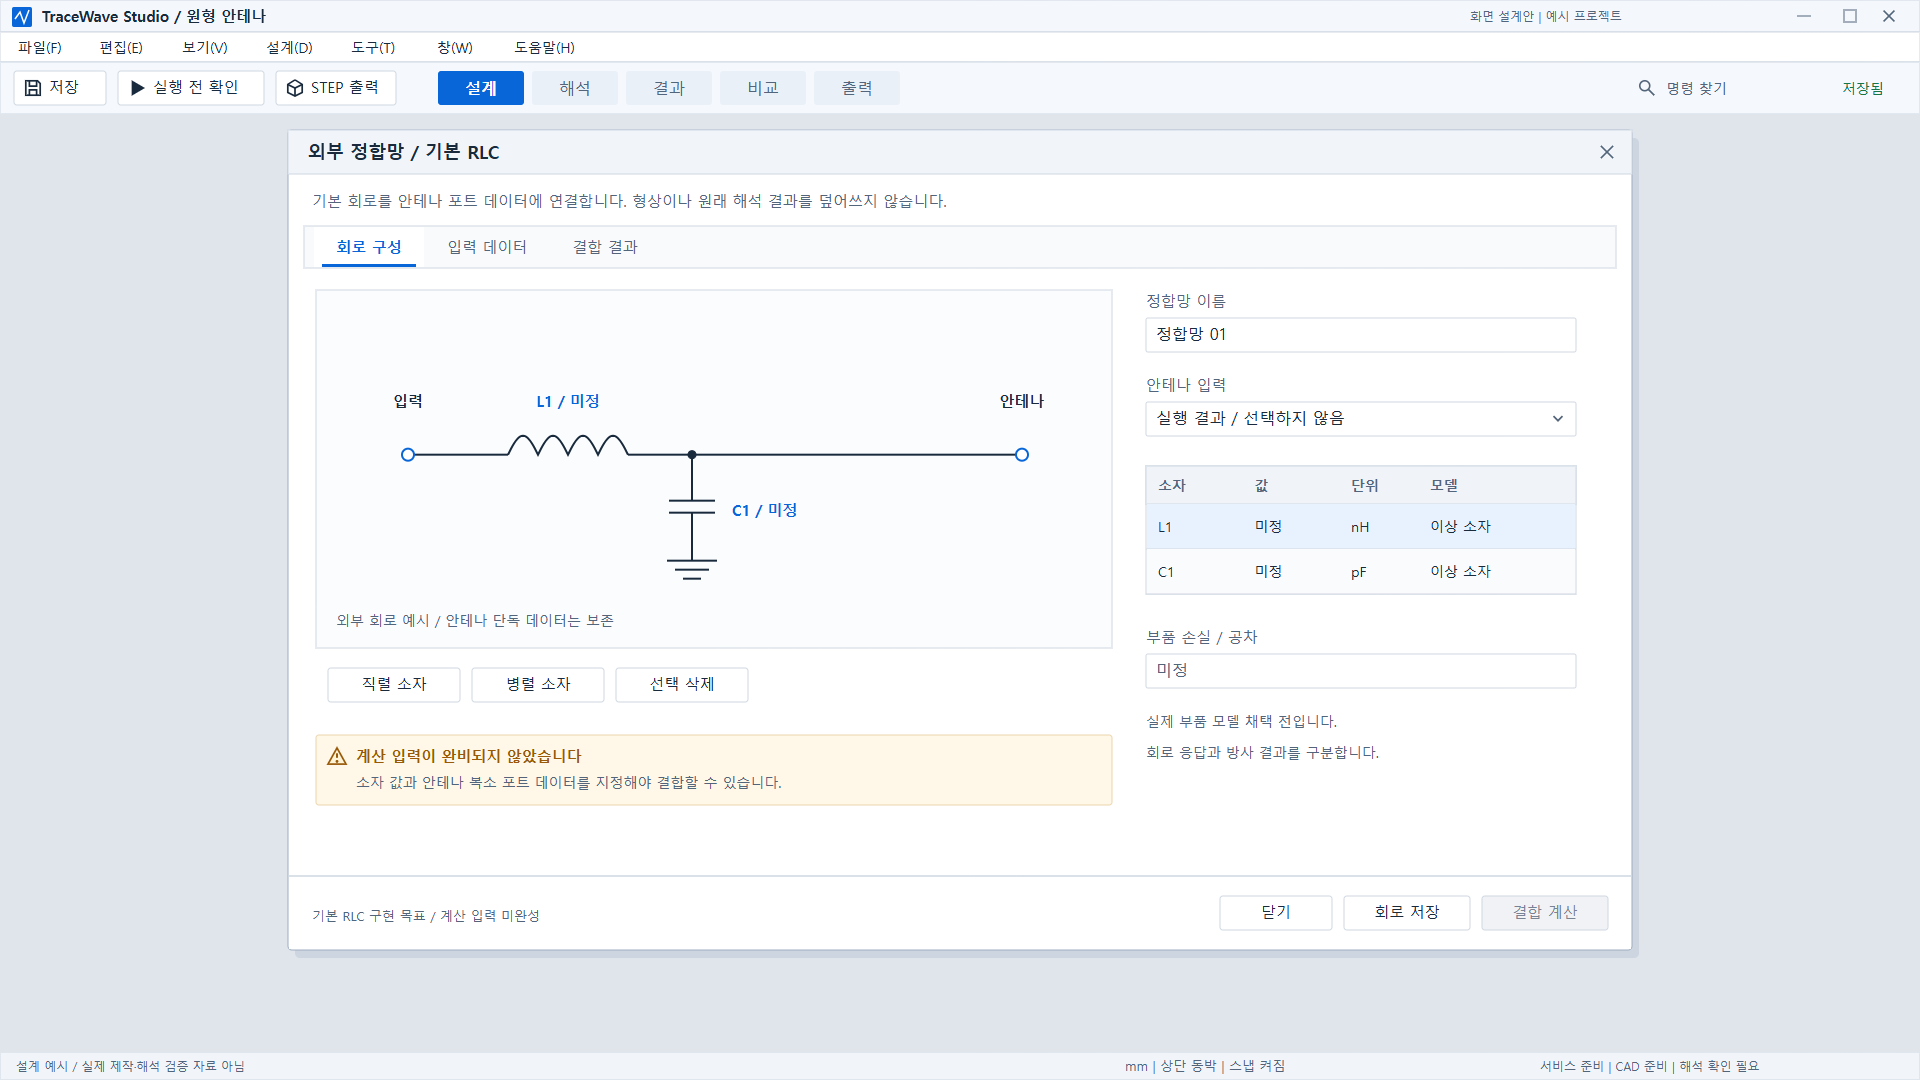 TraceWave Studio / 원형 안테나
화면 설계안 | 예시 프로젝트
파일(F) 편집(E) 보기(V) 설계(D) 도구(T) 창(W) 도움말(H)
저장 실행 전 확인 STEP 출력 설계 해석 결과 비교 출력 명령 찾기 저장됨
외부 정합망 / 기본 RLC
기본 회로를 안테나 포트 데이터에 연결합니다. 형상이나 원래 해석 결과를 덮어쓰지 않습니다.
회로 구성 입력 데이터 결합 결과
입력 L1 / 미정 안테나
C1 / 미정
외부 회로 예시 / 안테나 단독 데이터는 보존
직렬 소자 병렬 소자 선택 삭제
계산 입력이 완비되지 않았습니다
소자 값과 안테나 복소 포트 데이터를 지정해야 결합할 수 있습니다.
정합망 이름
정합망 01
안테나 입력
실행 결과 / 선택하지 않음
소자 값 단위 모델
L1 미정 nH 이상 소자
C1 미정 pF 이상 소자
부품 손실 / 공차
미정
실제 부품 모델 채택 전입니다.
회로 응답과 방사 결과를 구분합니다.
기본 RLC 구현 목표 / 계산 입력 미완성
닫기 회로 저장 결합 계산
설계 예시 / 실제 제작·해석 검증 자료 아님
mm | 상단 동박 | 스냅 켜짐
서비스 준비 | CAD 준비 | 해석 확인 필요